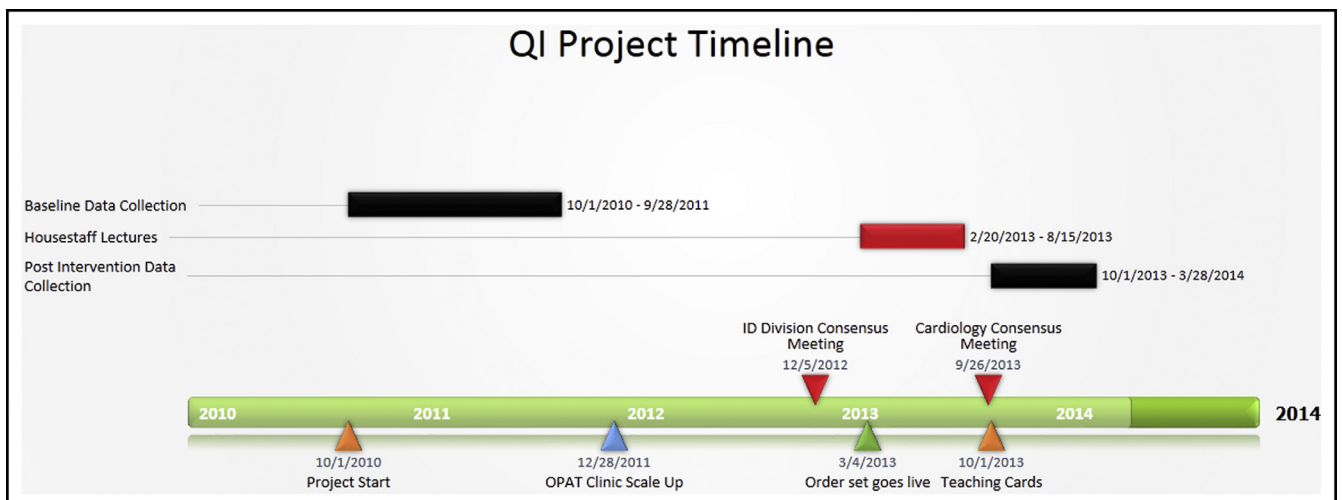 QI Project Timeline
Baseline Data Collection
10/1/2010 - 9/28/2011
Housestaff Lectures
2/20/2013 - 8/15/2013
Post Intervention Data
Collection
10/1/2013 - 3/28/2014
ID Division Consensus
Meeting
12/5/2012
Cardiology Consensus
Meeting
9/26/2013
2010
2011
2012
2013
2014
2014
10/1/2010
Project Start
12/28/2011
OPAT Clinic Scale Up
3/4/2013
Order set goes live
10/1/2013
Teaching Cards